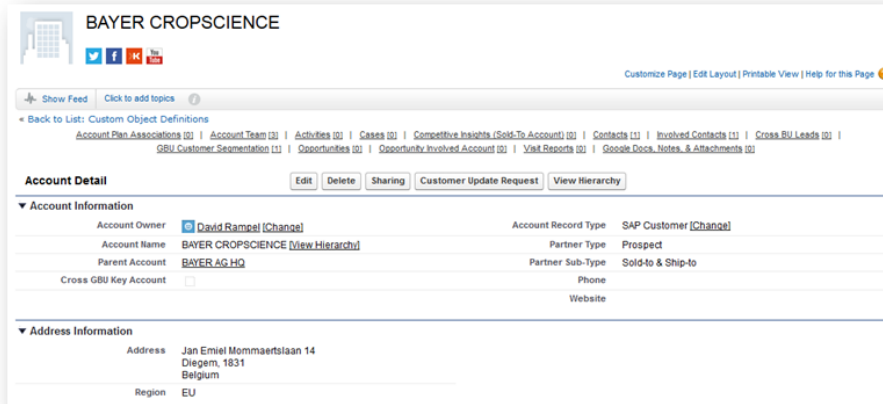 BAYER CROPSCIENCE
You Tube
Customize Page | Edit Layout | Printable View | Help for this Page
Show Feed Click to add topics
« Back to List: Custom Object Definitions
Account Plan Associations [0] | Account Team [3] | Activities [0] | Cases [0] | Competitive Insights (Sold-To Account) [0] | Contacts [1] | Involved Contacts [1] | Cross BU Leads [0] |
GBU Customer Segmentation [1] | Opportunities [0] | Opportunity Involved Account [0] | Visit Reports [0] | Google Docs, Notes, & Attachments [0]
Account Detail Edit Delete Sharing Customer Update Request View Hierarchy
Account Information
Account Owner David Rampel [Change] Account Record Type SAP Customer [Change]
Account Name BAYER CROPSCIENCE [View Hierarchy] Partner Type Prospect
Parent Account BAYER AG HQ Partner Sub-Type Sold-to & Ship-to
Cross GBU Key Account Phone
Website
Address Information
Address Jan Emiel Mommaertslaan 14
Diegem, 1831
Belgium
Region EU